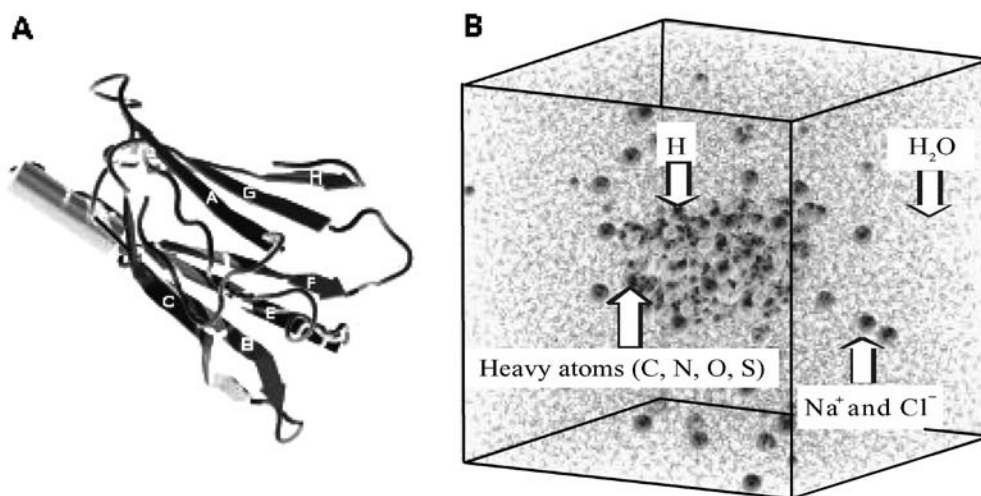 A
B
H
H₂O
A
G
H
F
C
E
B
Heavy atoms (C, N, O, S)
Na⁺ and Cl⁻